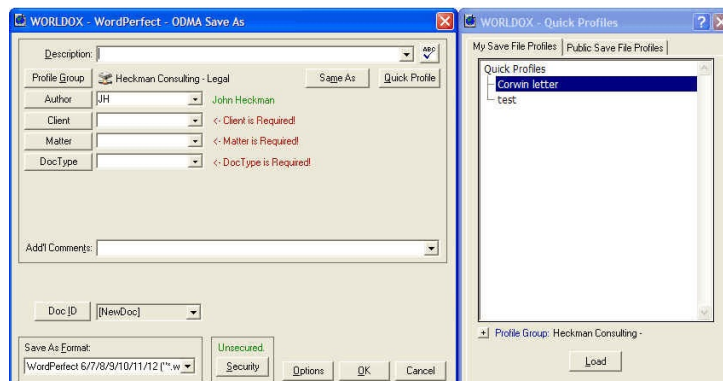 WORLDOX - WordPerfect - ODMA Save As
Description:
ABC
Profile Group Heckman Consulting - Legal Same As Quick Profile
Author JH John Heckman
Client <- Client is Required!
Matter <- Matter is Required!
DocType <- DocType is Required!
Add'l Comments:
Doc ID [NewDoc]
Save As Format:
WordPerfect 6/7/8/9/10/11/12 ("*.w
Unsecured.
Security Options OK Cancel
WORLDOX - Quick Profiles
My Save File Profiles Public Save File Profiles
Quick Profiles
Corwin letter
test
+ Profile Group: Heckman Consulting -
Load